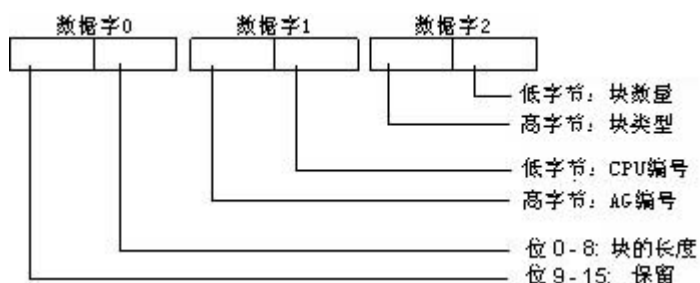 数据字0 数据字1 数据字2
低字节：块数量
高字节：块类型
低字节：CPU编号
高字节：AG编号
位 0 - 8: 块的长度
位 9 - 15: 保留